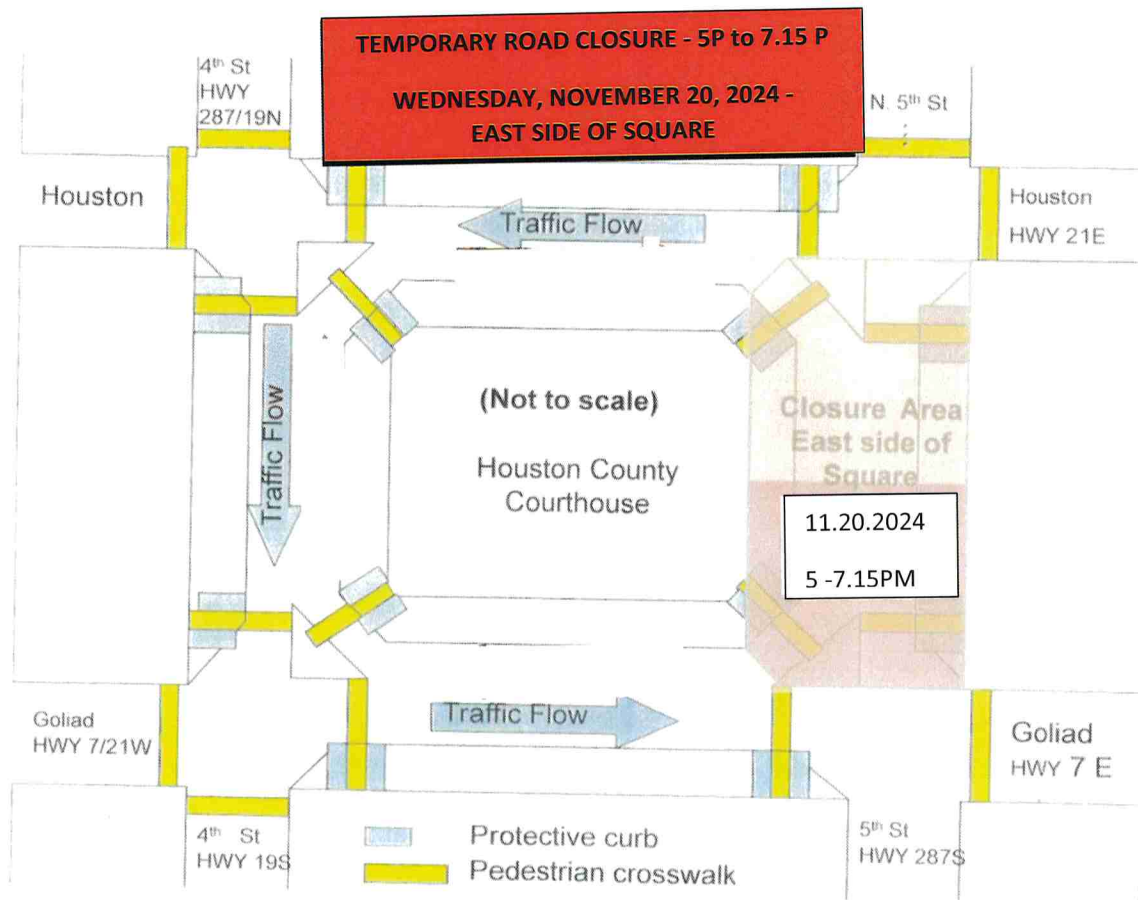 TEMPORARY ROAD CLOSURE - 5P to 7.15 P
WEDNESDAY, NOVEMBER 20, 2024 -
EAST SIDE OF SQUARE
4th St
HWY
287/19N
N. 5th St
Houston
Traffic Flow
Houston
HWY 21E
Traffic Flow
(Not to scale)
Houston County
Courthouse
Closure Area
East side of
Square
11.20.2024
5 -7.15PM
Goliad
HWY 7/21W
Traffic Flow
Goliad
HWY 7 E
4th St
HWY 19S
Protective curb
Pedestrian crosswalk
5th St
HWY 287S